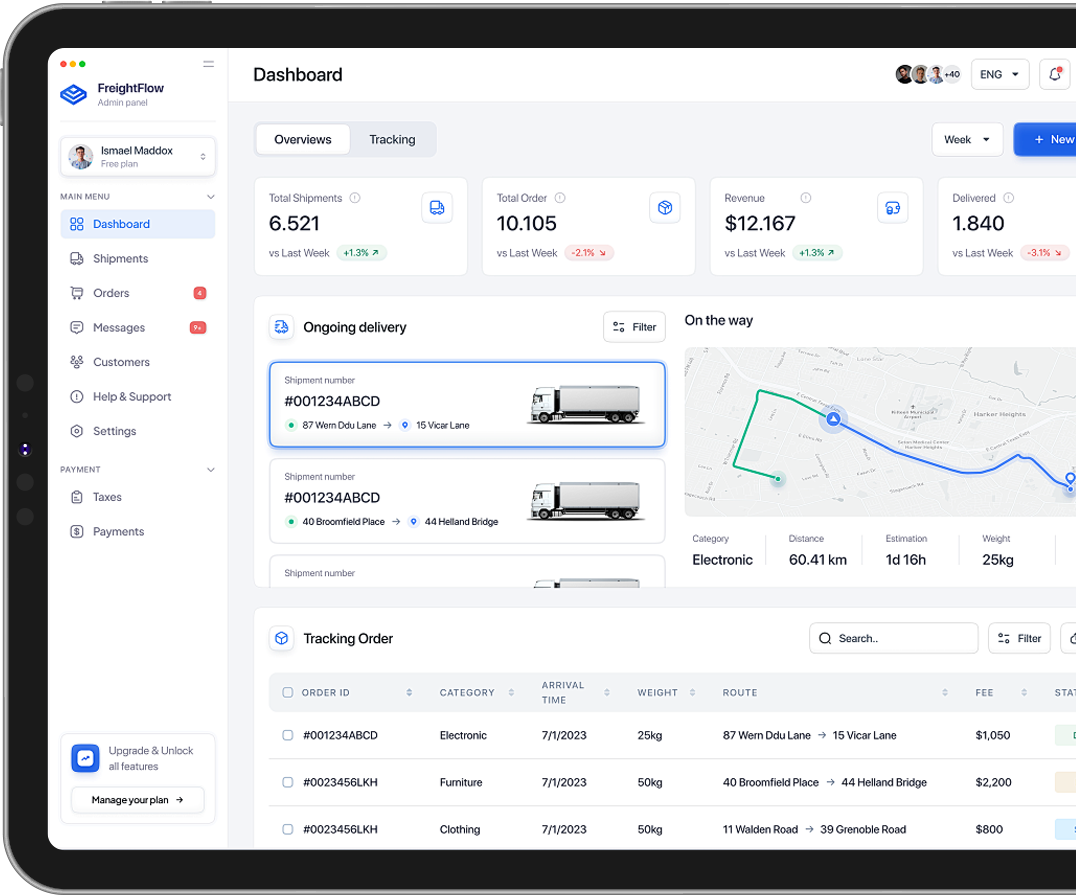 FreightFlow
Admin panel
Ismael Maddox
Free plan
MAIN MENU
Dashboard
Shipments
Orders
4
Messages
9+
Customers
Help & Support
Settings
PAYMENT
Taxes
Payments
Upgrade & Unlock
all features
Manage your plan →
Dashboard
+40
ENG
Overviews
Tracking
Week
+ New
Total Shipments
6.521
vs Last Week +1.3%
Total Order
10.105
vs Last Week -2.1%
Revenue
$12.167
vs Last Week +1.3%
Delivered
1.840
vs Last Week -3.1%
Ongoing delivery
Filter
Shipment number
#001234ABCD
87 Wern Ddu Lane → 15 Vicar Lane
Shipment number
#001234ABCD
40 Broomfield Place → 44 Helland Bridge
Shipment number
On the way
Harker Heights
Category
Electronic
Distance
60.41 km
Estimation
1d 16h
Weight
25kg
Tracking Order
Search..
Filter
ORDER ID CATEGORY ARRIVAL TIME WEIGHT ROUTE FEE
#001234ABCD Electronic 7/1/2023 25kg 87 Wern Ddu Lane → 15 Vicar Lane $1,050
#0023456LKH Furniture 7/1/2023 50kg 40 Broomfield Place → 44 Helland Bridge $2,200
#0023456LKH Clothing 7/1/2023 50kg 11 Walden Road → 39 Grenoble Road $800